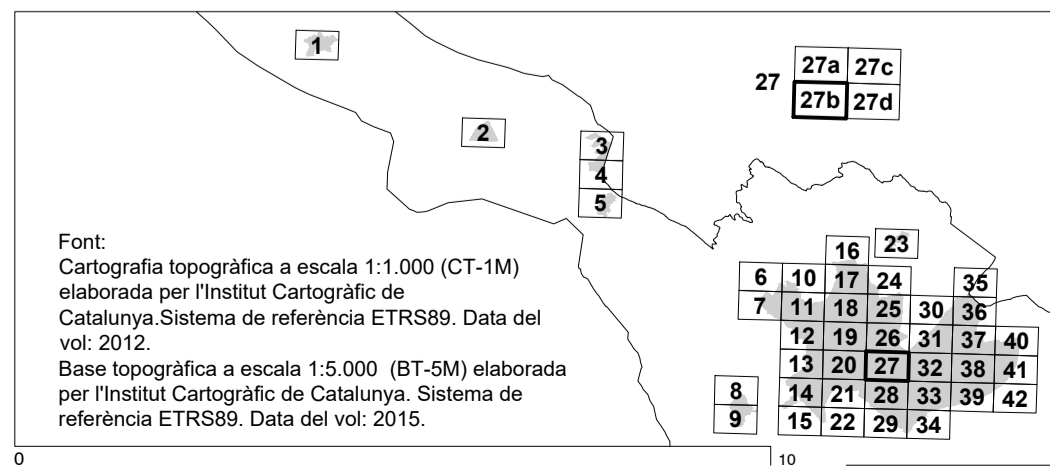 1
2
3
4
5
27
27a 27c
27b 27d
Font:
Cartografia topogràfica a escala 1:1.000 (CT-1M)
elaborada per l'Institut Cartogràfic de
Catalunya.Sistema de referència ETRS89. Data del
vol: 2012.
Base topogràfica a escala 1:5.000 (BT-5M) elaborada
per l'Institut Cartogràfic de Catalunya. Sistema de
referència ETRS89. Data del vol: 2015.
16 23
6 10 17 24 35
7 11 18 25 30 36
12 19 26 31 37 40
13 20 27 32 38 41
8 14 21 28 33 39 42
9 15 22 29 34
0 10